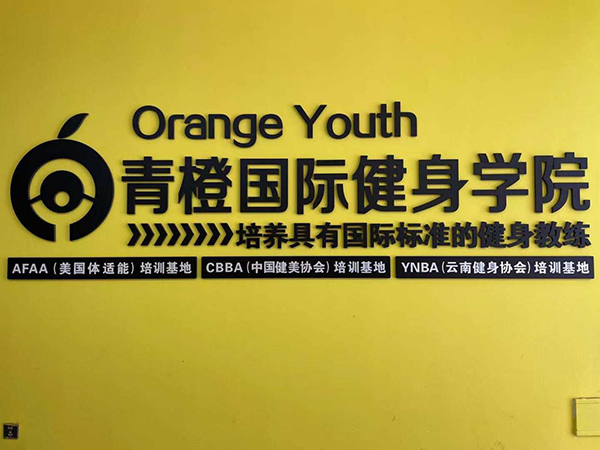 Orange Youth
青橙国际健身学院
》》》》》》》》培养具有国际标准的健身教练
AFAA(美国体适能)培训基地 CBBA(中国健美协会)培训基地 YNBA(云南健身协会)培训基地